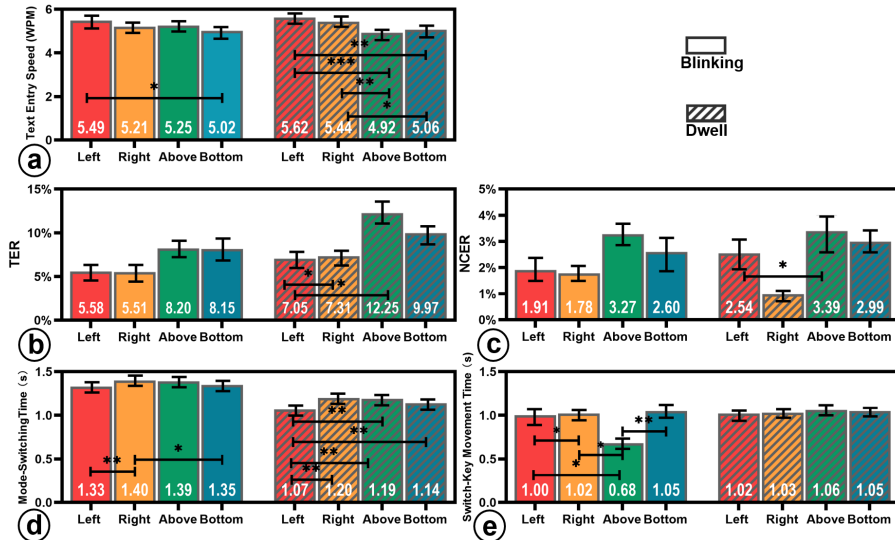 Text Entry Speed (WPM)
6
4
2
0
**
***
**
*
*
5.49 5.21 5.25 5.02 5.62 5.44 4.92 5.06
Left Right Above Bottom Left Right Above Bottom
a
Blinking
Dwell
TER
15%
10%
5%
0%
*
*
5.58 5.51 8.20 8.15 7.05 7.31 12.25 9.97
Left Right Above Bottom Left Right Above Bottom
b
NCER
5%
4%
3%
2%
1%
0%
*
1.91 1.78 3.27 2.60 2.54 3.39 2.99
Left Right Above Bottom Left Right Above Bottom
c
Mode-SwitchingTime (s)
1.5
1.0
0.5
0.0
**
**
**
**
**
*
1.33 1.40 1.39 1.35 1.07 1.20 1.19 1.14
Left Right Above Bottom Left Right Above Bottom
d
Switch-Key Movement Time (s)
1.5
1.0
0.5
0.0
**
*
*
*
1.00 1.02 0.68 1.05 1.02 1.03 1.06 1.05
Left Right Above Bottom Left Right Above Bottom
e